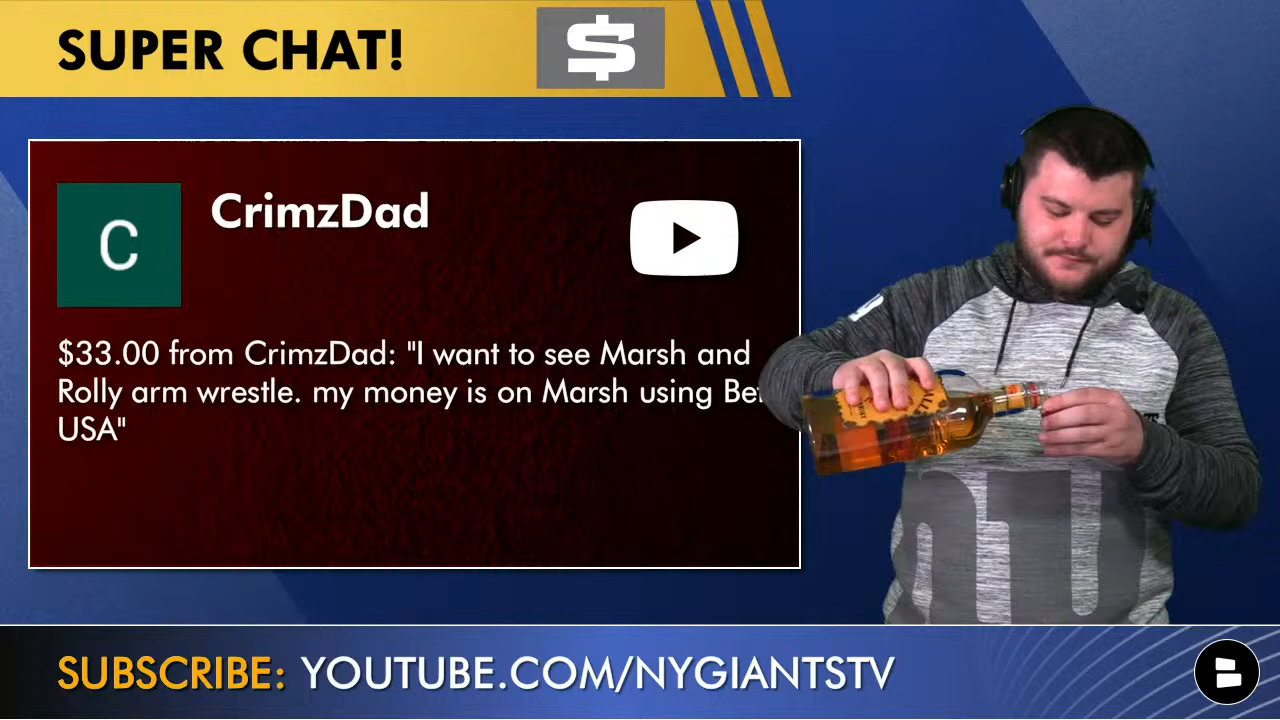 SUPER CHAT!
$
C
CrimzDad
$33.00 from CrimzDad: "I want to see Marsh and
Rolly arm wrestle. my money is on Marsh using
USA"
ny
SUBSCRIBE: YOUTUBE.COM/NYGIANTSTV